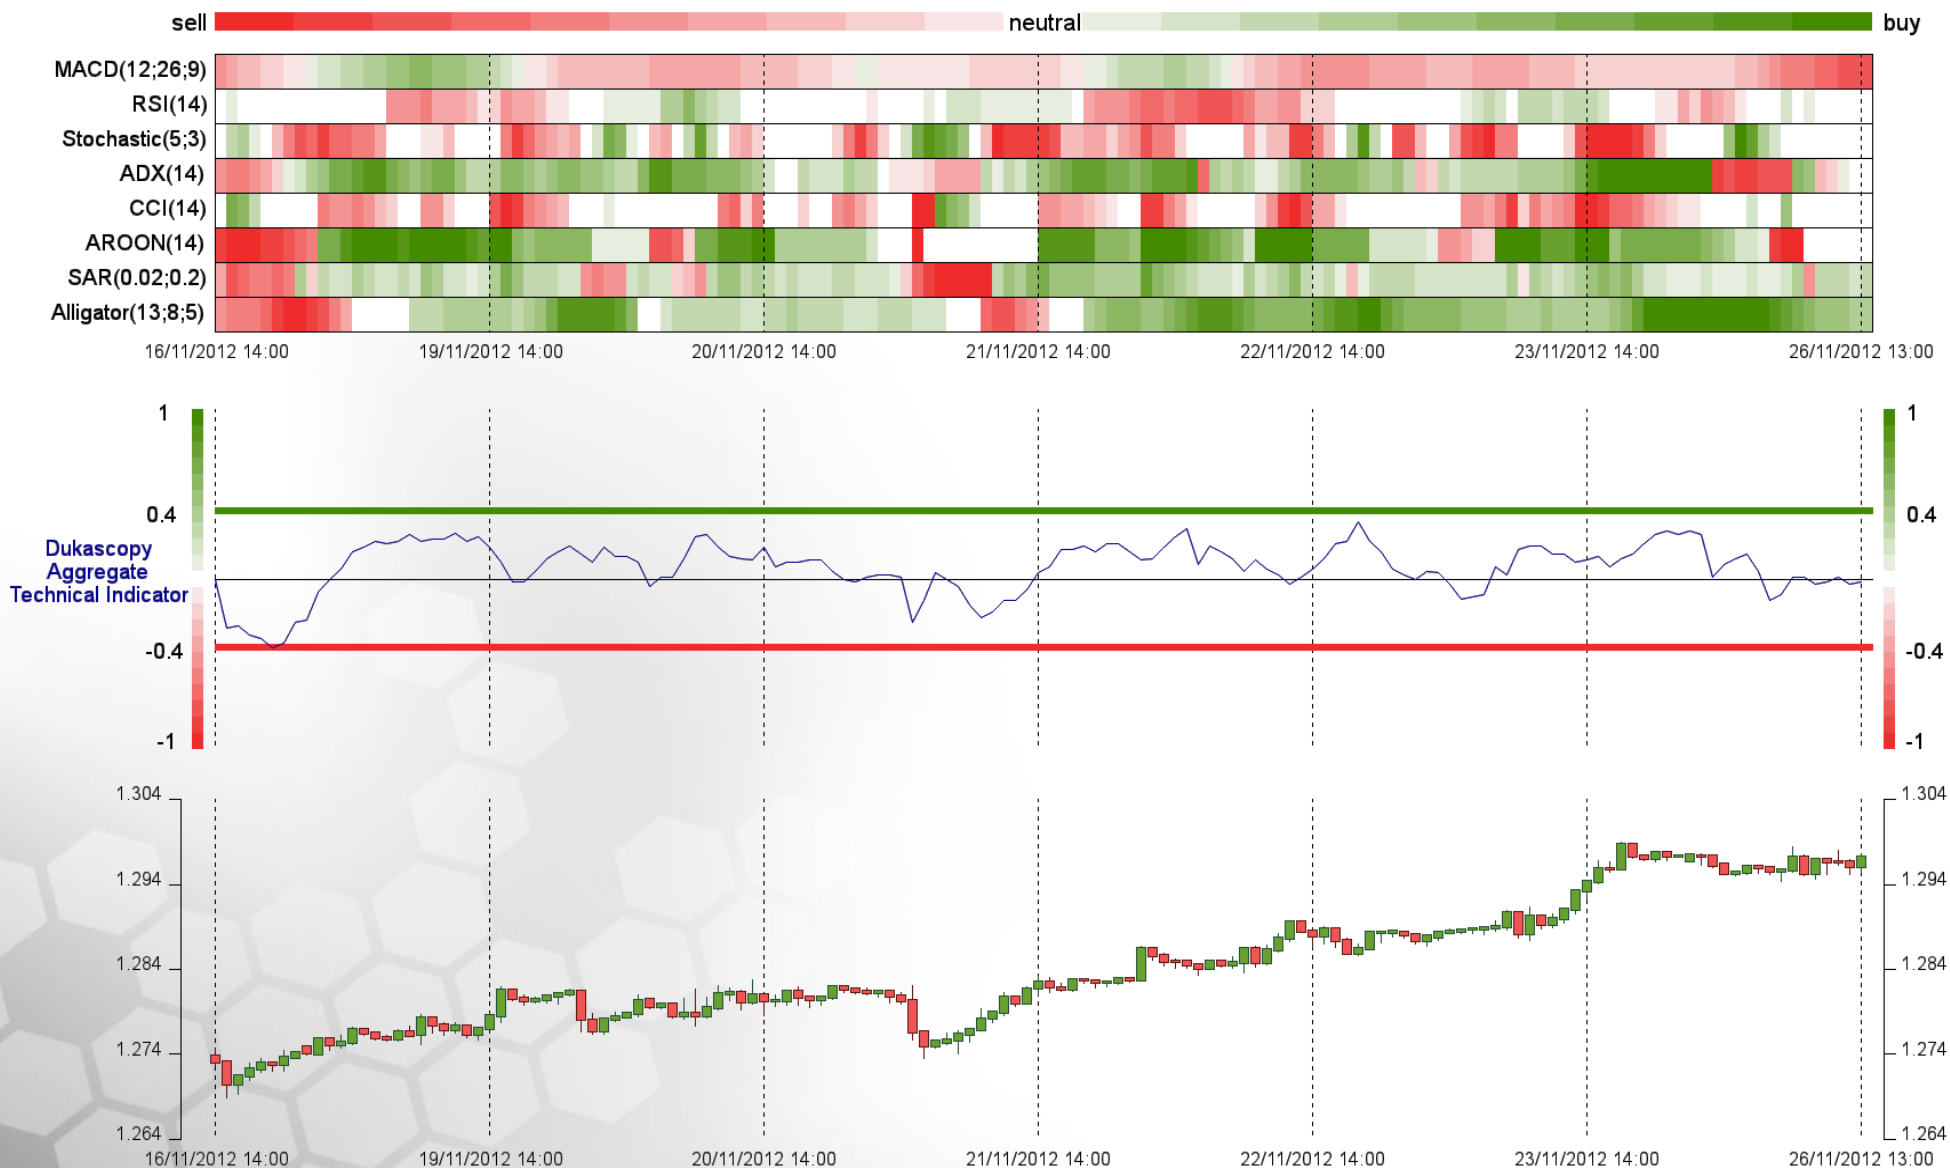 sell neutral buy
MACD(12;26;9)
RSI(14)
Stochastic(5;3)
ADX(14)
CCI(14)
AROON(14)
SAR(0.02;0.2)
Alligator(13;8;5)
16/11/2012 14:00 19/11/2012 14:00 20/11/2012 14:00 21/11/2012 14:00 22/11/2012 14:00 23/11/2012 14:00 26/11/2012 13:00
1 1
0.4 0.4
Dukascopy
Aggregate
Technical Indicator
-0.4 -0.4
-1 -1
1.304 1.304
1.294 1.294
1.284 1.284
1.274 1.274
1.264 1.264
16/11/2012 14:00 19/11/2012 14:00 20/11/2012 14:00 21/11/2012 14:00 22/11/2012 14:00 23/11/2012 14:00 26/11/2012 13:00